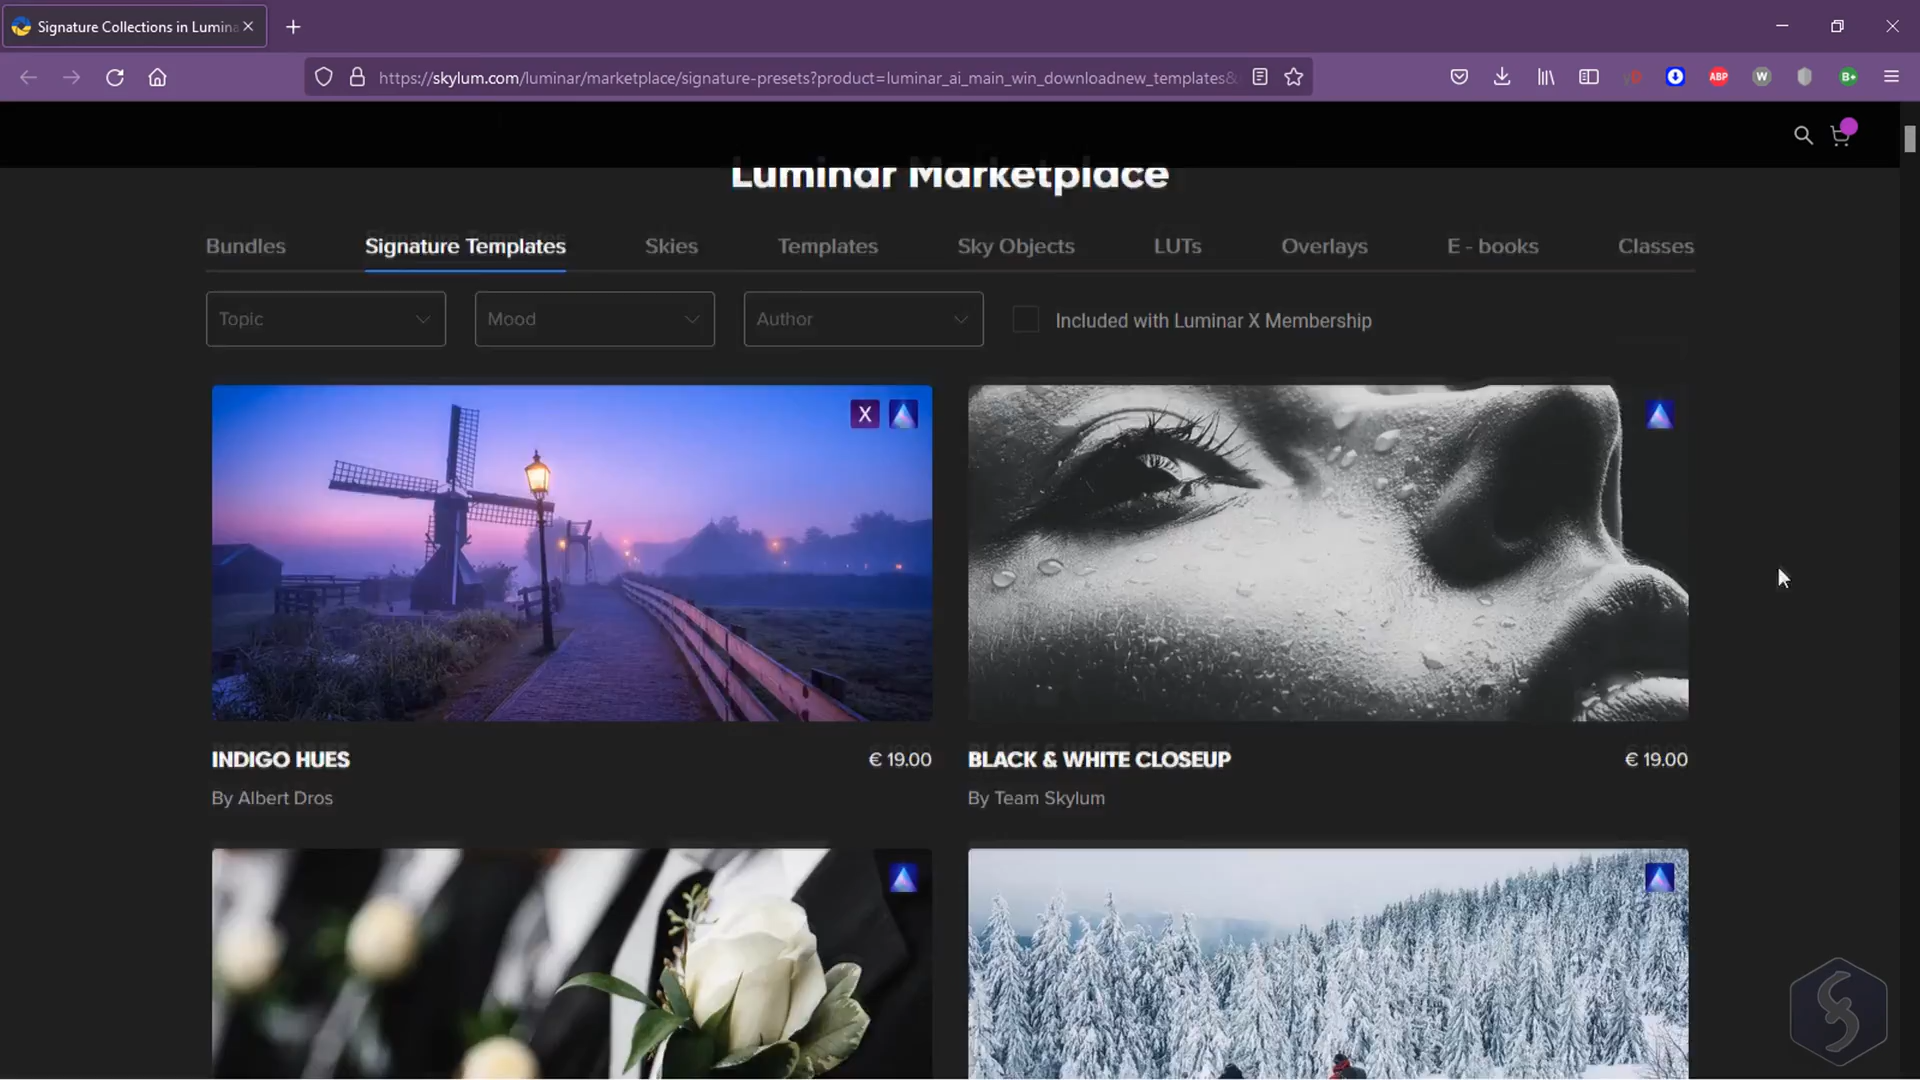 Signature Collections in Lumina
https://skylum.com/luminar/marketplace/signature-presets?product=luminar_ai_main_win_downloadnew_templates&
ABP
W
B+
Luminar Marketplace
Bundles
Signature Templates
Skies
Templates
Sky Objects
LUTs
Overlays
E - books
Classes
Topic
Mood
Author
Included with Luminar X Membership
X
INDIGO HUES
€ 19.00
By Albert Dros
BLACK & WHITE CLOSEUP
€ 19.00
By Team Skylum